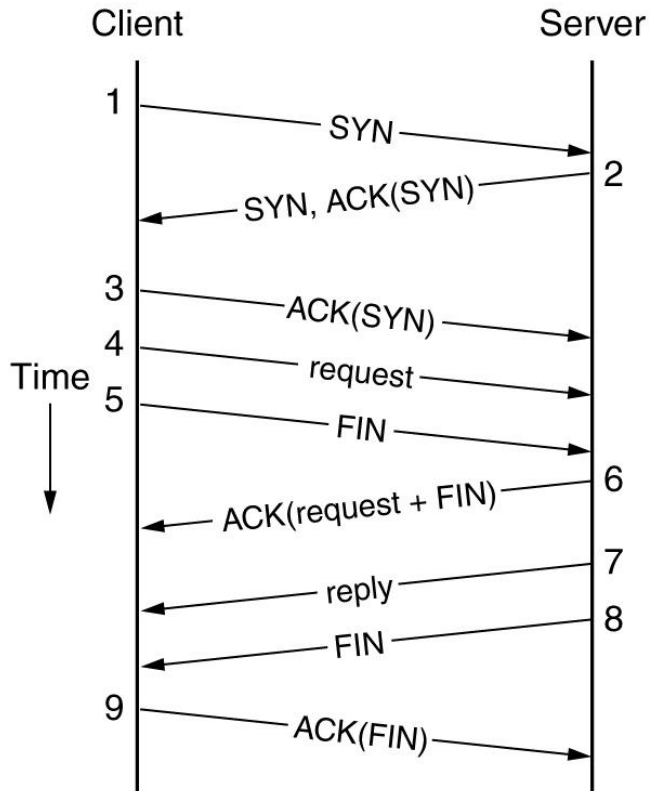 Client
Server
1
SYN
2
SYN, ACK(SYN)
3
ACK(SYN)
4
request
Time
5
FIN
6
ACK(request + FIN)
7
reply
8
FIN
9
ACK(FIN)